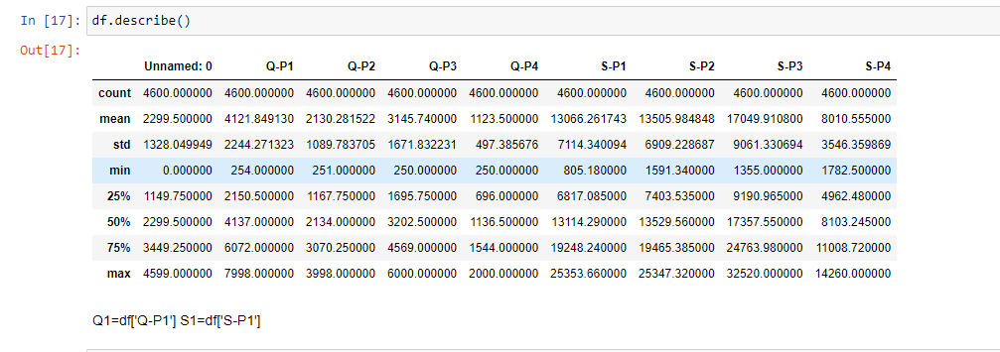 In [17]: df.describe()
Out[17]:
Unnamed: 0 Q-P1 Q-P2 Q-P3 Q-P4 S-P1 S-P2 S-P3 S-P4
count 4600.000000 4600.000000 4600.000000 4600.000000 4600.000000 4600.000000 4600.000000 4600.000000 4600.000000
mean 2299.500000 4121.849130 2130.281522 3145.740000 1123.500000 13066.261743 13505.984848 17049.910800 8010.555000
std 1328.049949 2244.271323 1089.783705 1671.832231 497.385676 7114.340094 6909.228687 9061.330694 3546.359869
min 0.000000 254.000000 251.000000 250.000000 250.000000 805.180000 1591.340000 1355.000000 1782.500000
25% 1149.750000 2150.500000 1167.750000 1695.750000 696.000000 6817.085000 7403.535000 9190.965000 4962.480000
50% 2299.500000 4137.000000 2134.000000 3202.500000 1136.500000 13114.290000 13529.560000 17357.550000 8103.245000
75% 3449.250000 6072.000000 3070.250000 4569.000000 1544.000000 19248.240000 19465.385000 24763.980000 11008.720000
max 4599.000000 7998.000000 3998.000000 6000.000000 2000.000000 25353.660000 25347.320000 32520.000000 14260.000000
Q1=df['Q-P1'] S1=df['S-P1']